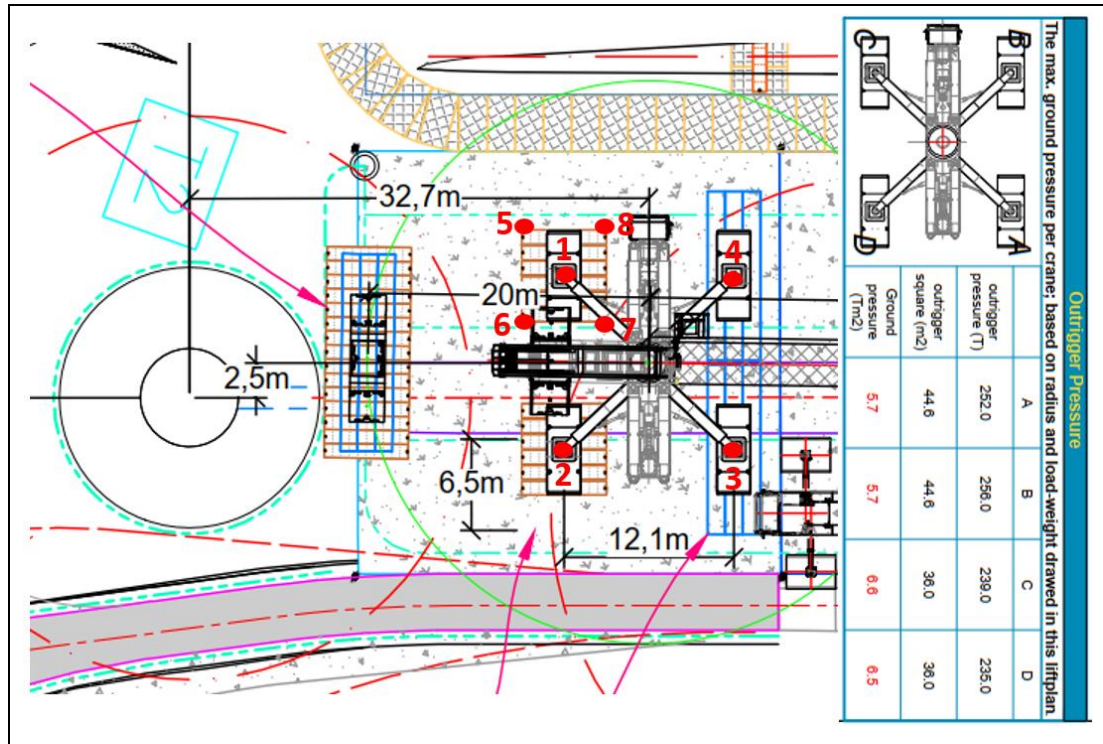 32,7m
5
8
1
4
20m
6
7
2,5m
2
3
6,5m
12,1m
Outrigger Pressure
The max. ground pressure per crane; based on radius and load-weight drawed in this liftplan.
B
C
A
D
A B C D
outrigger
pressure (T) 252.0 256.0 239.0 235.0
outrigger
square (m2) 44.6 44.6 36.0 36.0
Ground
pressure
(Tm2) 5.7 5.7 6.6 6.5